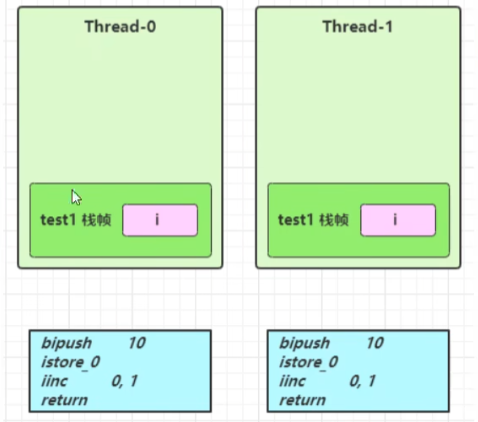 Thread-0
Thread-1
test1 栈帧 i
test1 栈帧 i
bipush 10
istore_0
iinc 0, 1
return
bipush 10
istore_0
iinc 0, 1
return